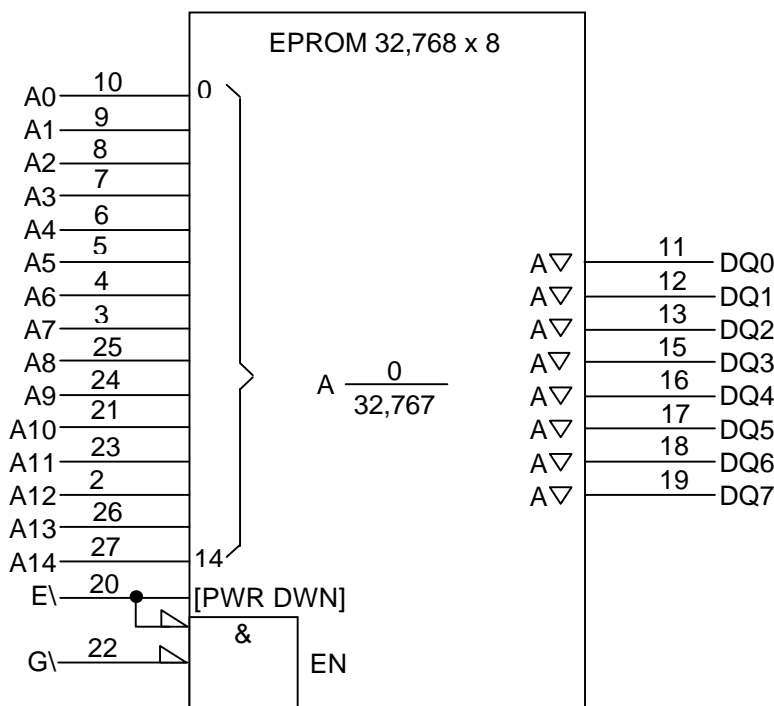 EPROM 32,768 x 8
A0 10 0
A1 9
A2 8
A3 7
A4 6
A5 5 A 11 DQ0
A6 4 A 12 DQ1
A7 3 A 13 DQ2
A8 25 A 15 DQ3
A9 24 A 0 A 16 DQ4
32,767
A10 21 A 17 DQ5
A11 23 A 18 DQ6
A12 2 A 19 DQ7
A13 26
A14 27 14
E\ 20 [PWR DWN]
&
G\ 22 EN